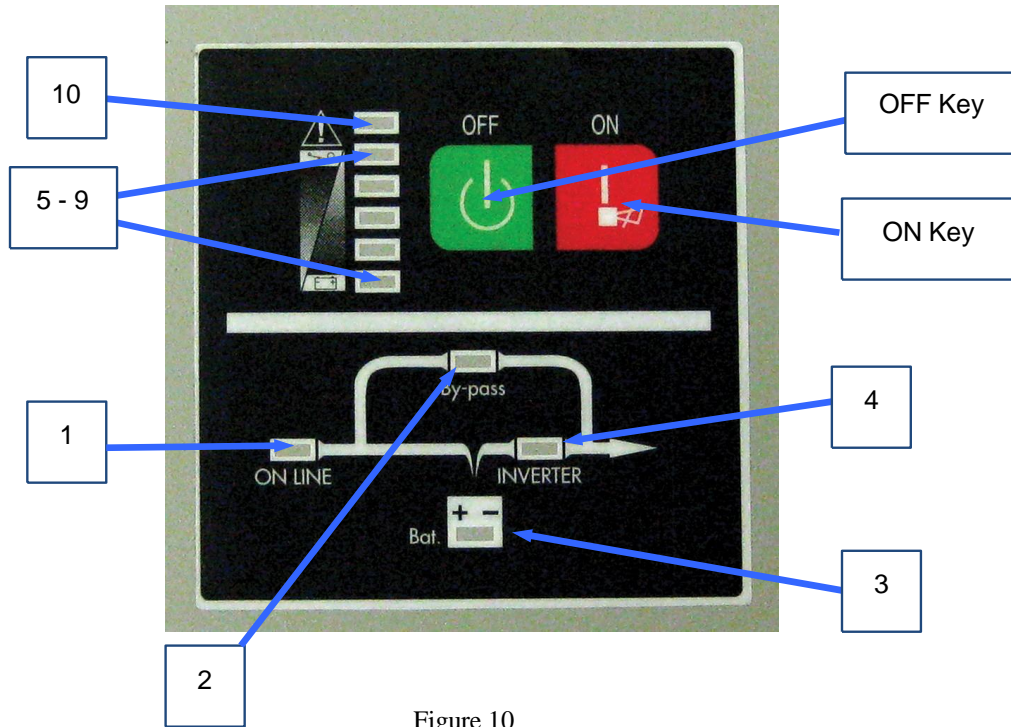 10
OFF Key
OFF
ON
5 - 9
ON Key
By-pass
4
1
ON LINE
INVERTER
+ −
Bat.
3
2
Figure 10